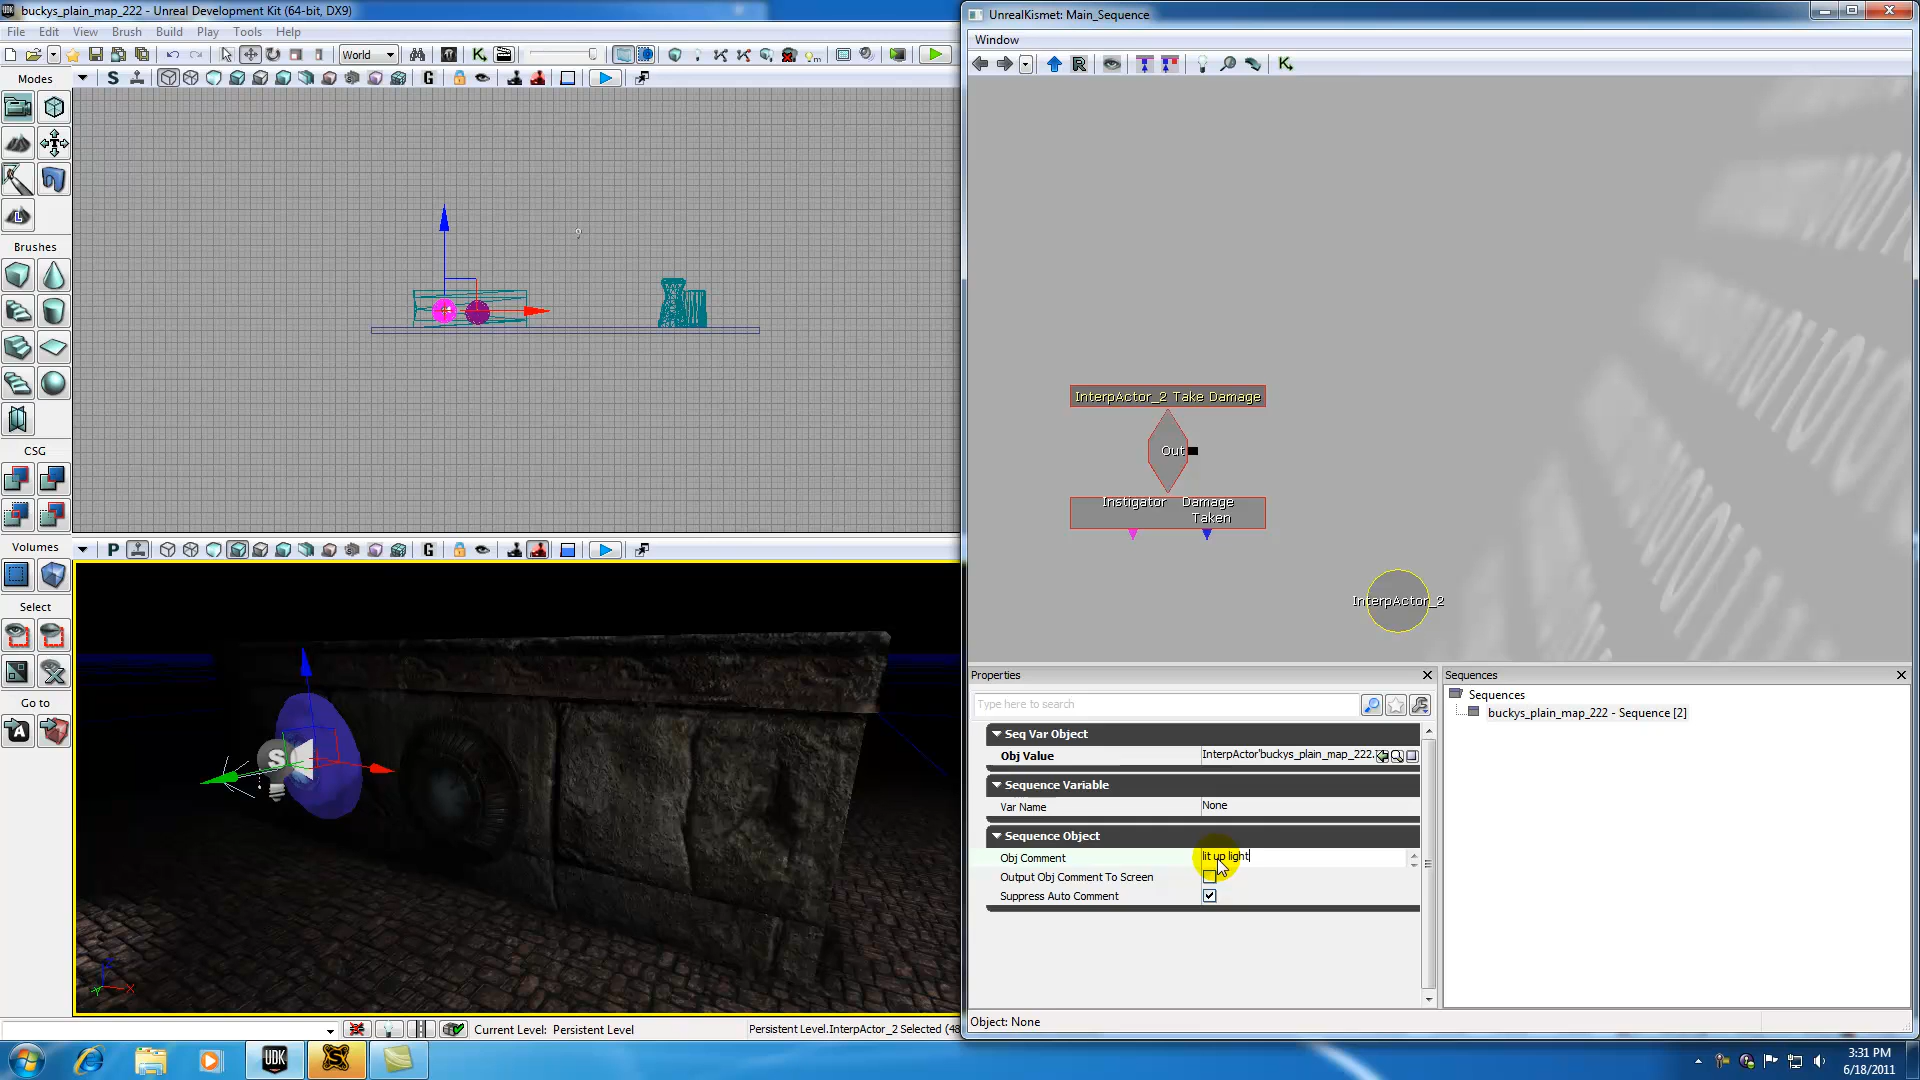 buckys_plain_map_222 - Unreal Development Kit (64-bit, DX9)
File Edit View Brush Build Play Tools Help
World
Modes
Brushes
CSG
Volumes
Select
Go to
S
G
P
G
Current Level: Persistent Level
Persistent Level.InterpActor_2 Selected (48
UnrealKismet: Main_Sequence
Window
InterpActor_2 Take Damage
Out
Instigator
Damage
Taken
InterpActor_2
Properties
Type here to search
Seq Var Object
Obj Value InterpActor'buckys_plain_map_222.
Sequence Variable
Var Name None
Sequence Object
Obj Comment lit up light
Output Obj Comment To Screen
Suppress Auto Comment
Sequences
Sequences
buckys_plain_map_222 - Sequence [2]
Object: None
UDK
3:31 PM
6/18/2011